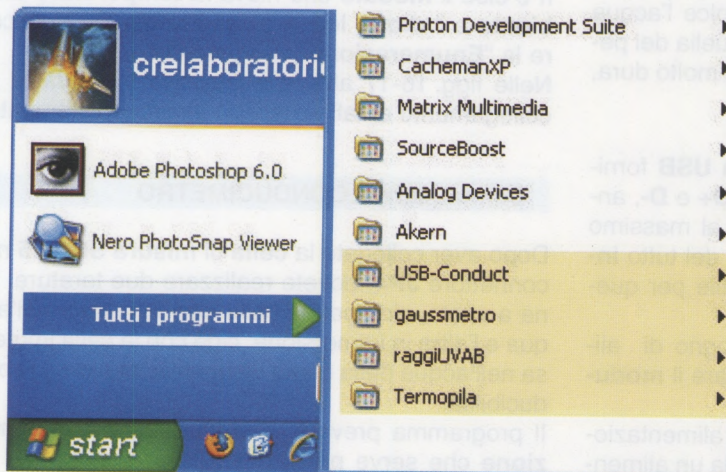 crelaboratorio
Adobe Photoshop 6.0
Nero PhotoSnap Viewer
Tutti i programmi
start
Proton Development Suite
CachemanXP
Matrix Multimedia
SourceBoost
Analog Devices
Akern
USB-Conduct
gaussmetro
raggiUVAB
Termopila